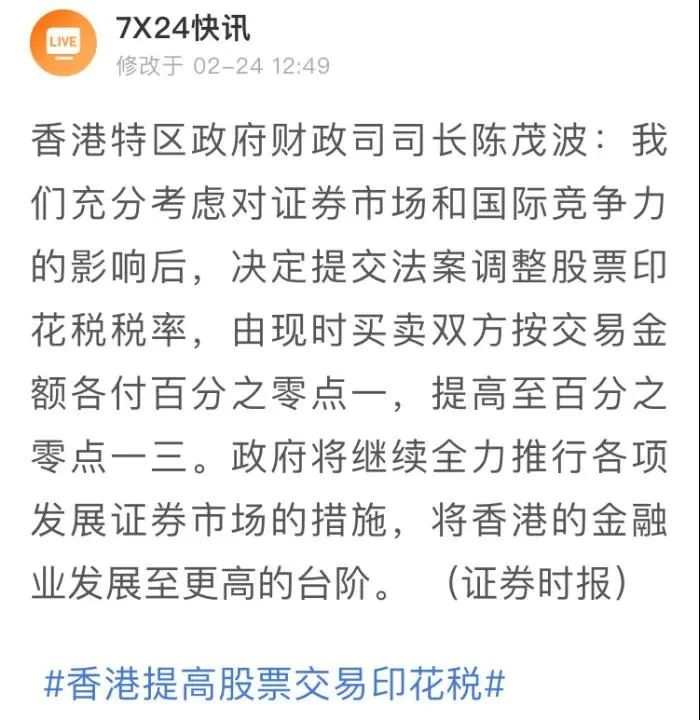 LIVE
7X24快讯
修改于 02-24 12:49
香港特区政府财政司司长陈茂波：我
们充分考虑对证券市场和国际竞争力
的影响后，决定提交法案调整股票印
花税税率，由现时买卖双方按交易金
额各付百分之零点一，提高至百分之
零点一三。政府将继续全力推行各项
发展证券市场的措施，将香港的金融
业发展至更高的台阶。（证券时报）
#香港提高股票交易印花税#